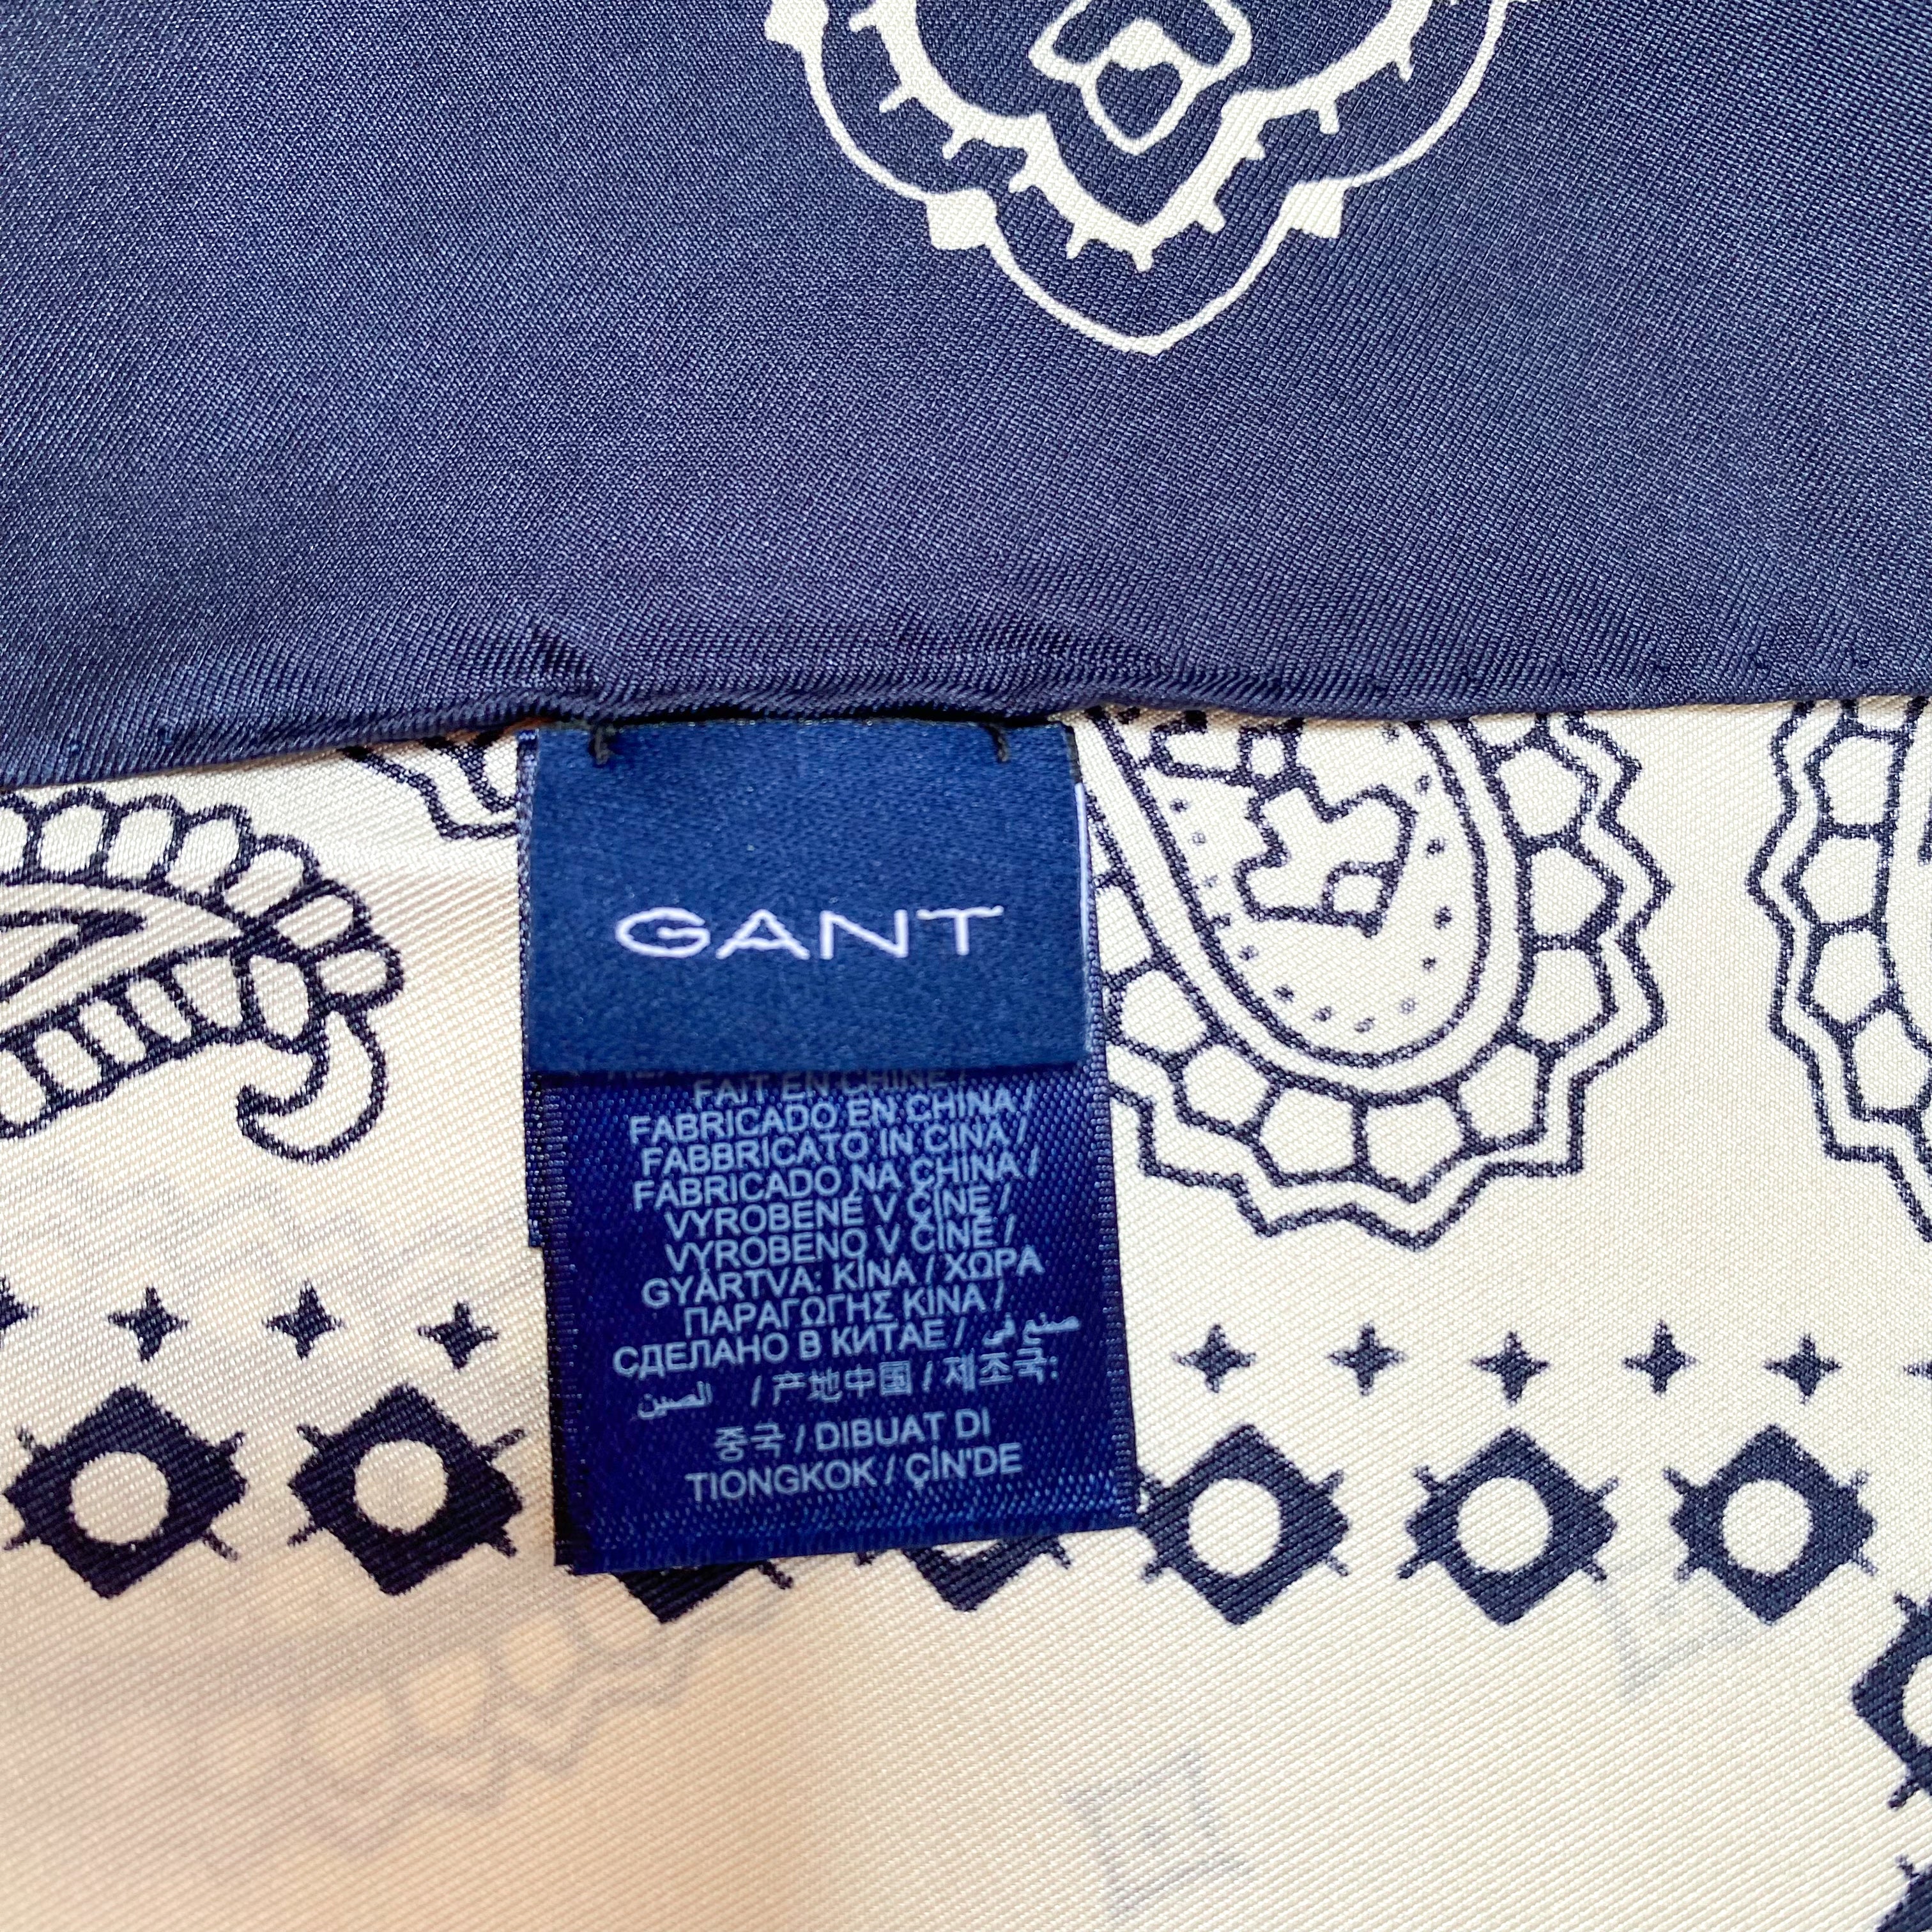 GANT
FAIT EN CHINE /
FABRICADO EN CHINA /
FABBRICATO IN CINA /
FABRICADO NA CHINA /
VYROBENÉ V ČÍNE /
VYROBENO V ČÍNĚ /
GYÁRTVA: KÍNA / ΧΩΡΑ
ΠΑΡΑΓΩΓΗΣ ΚΙΝΑ /
СДЕЛАНО В КИТАЕ / صنع في
الصين / 产地中国 / 제조국:
중국 / DIBUAT DI
TIONGKOK / ÇİN'DE